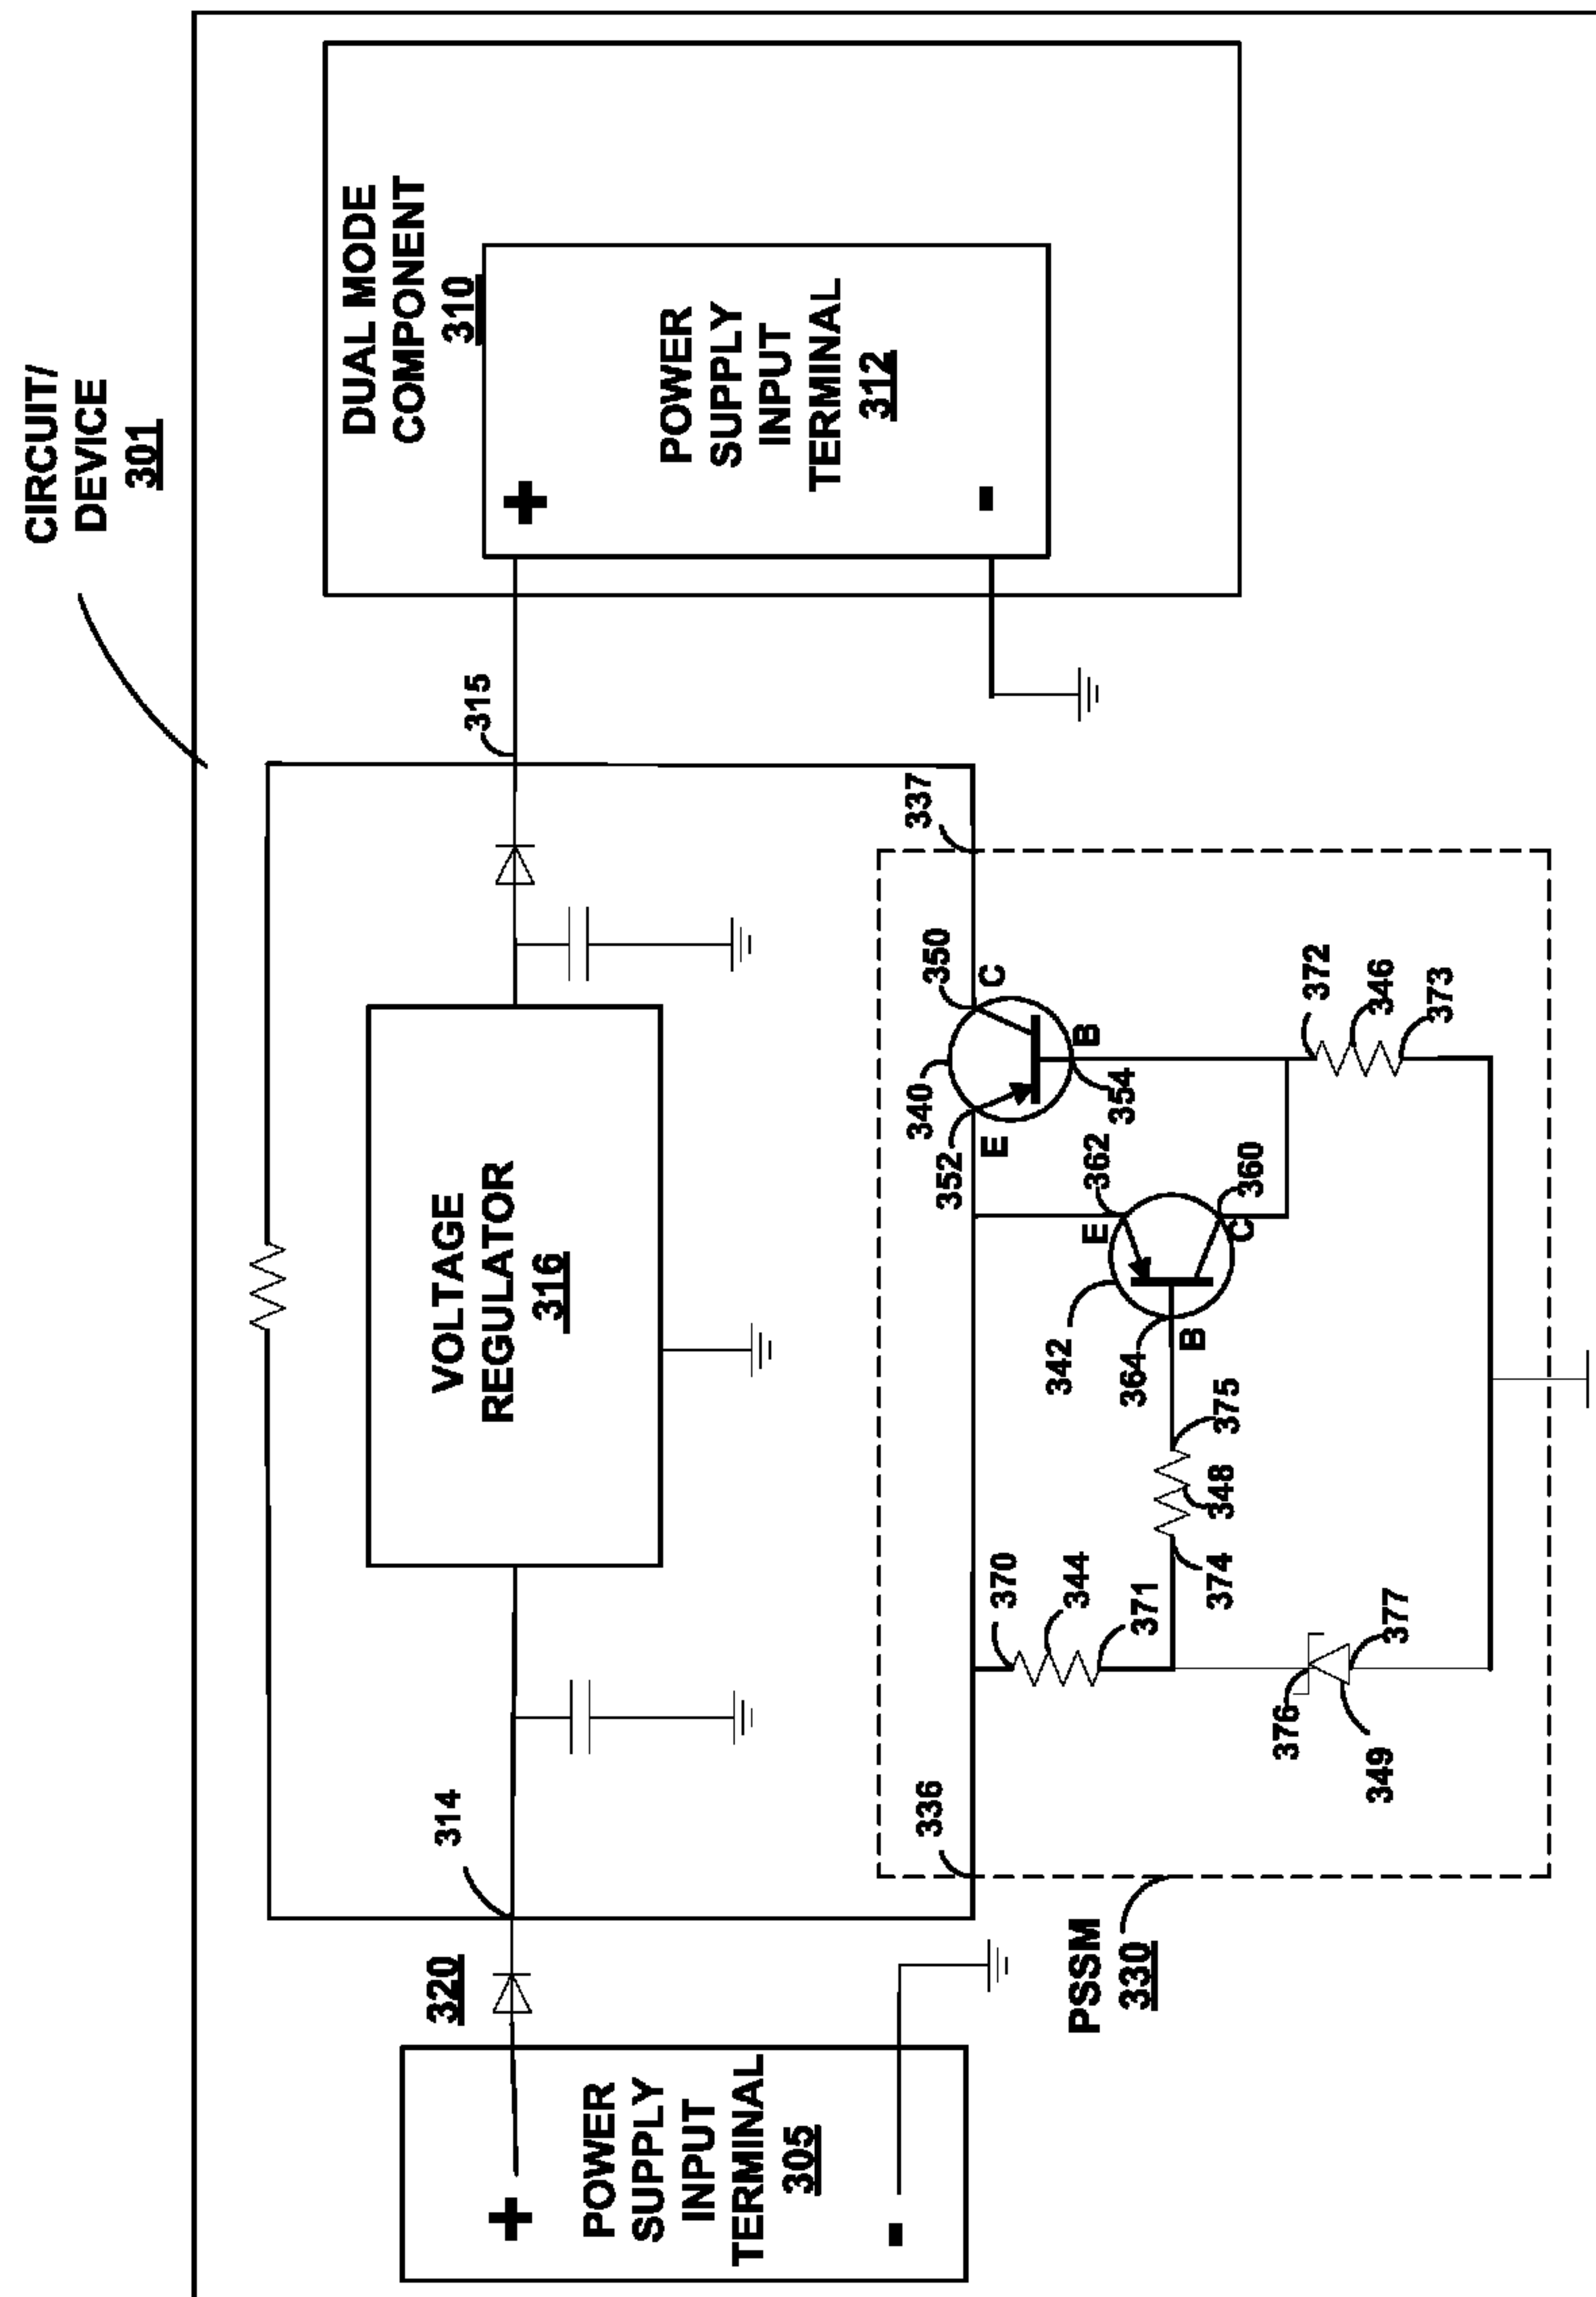 CIRCUIT/
DEVICE
301
DUAL MODE
COMPONENT
310
+
POWER
SUPPLY
INPUT
TERMINAL
312
-
315
VOLTAGE
REGULATOR
316
314
320
+
POWER
SUPPLY
INPUT
TERMINAL
305
-
PSSM
330
336
337
370
344
371
374
348
375
376
349
377
342
364
B
E
362
C
360
352
E
340
350
C
B
354
372
346
373